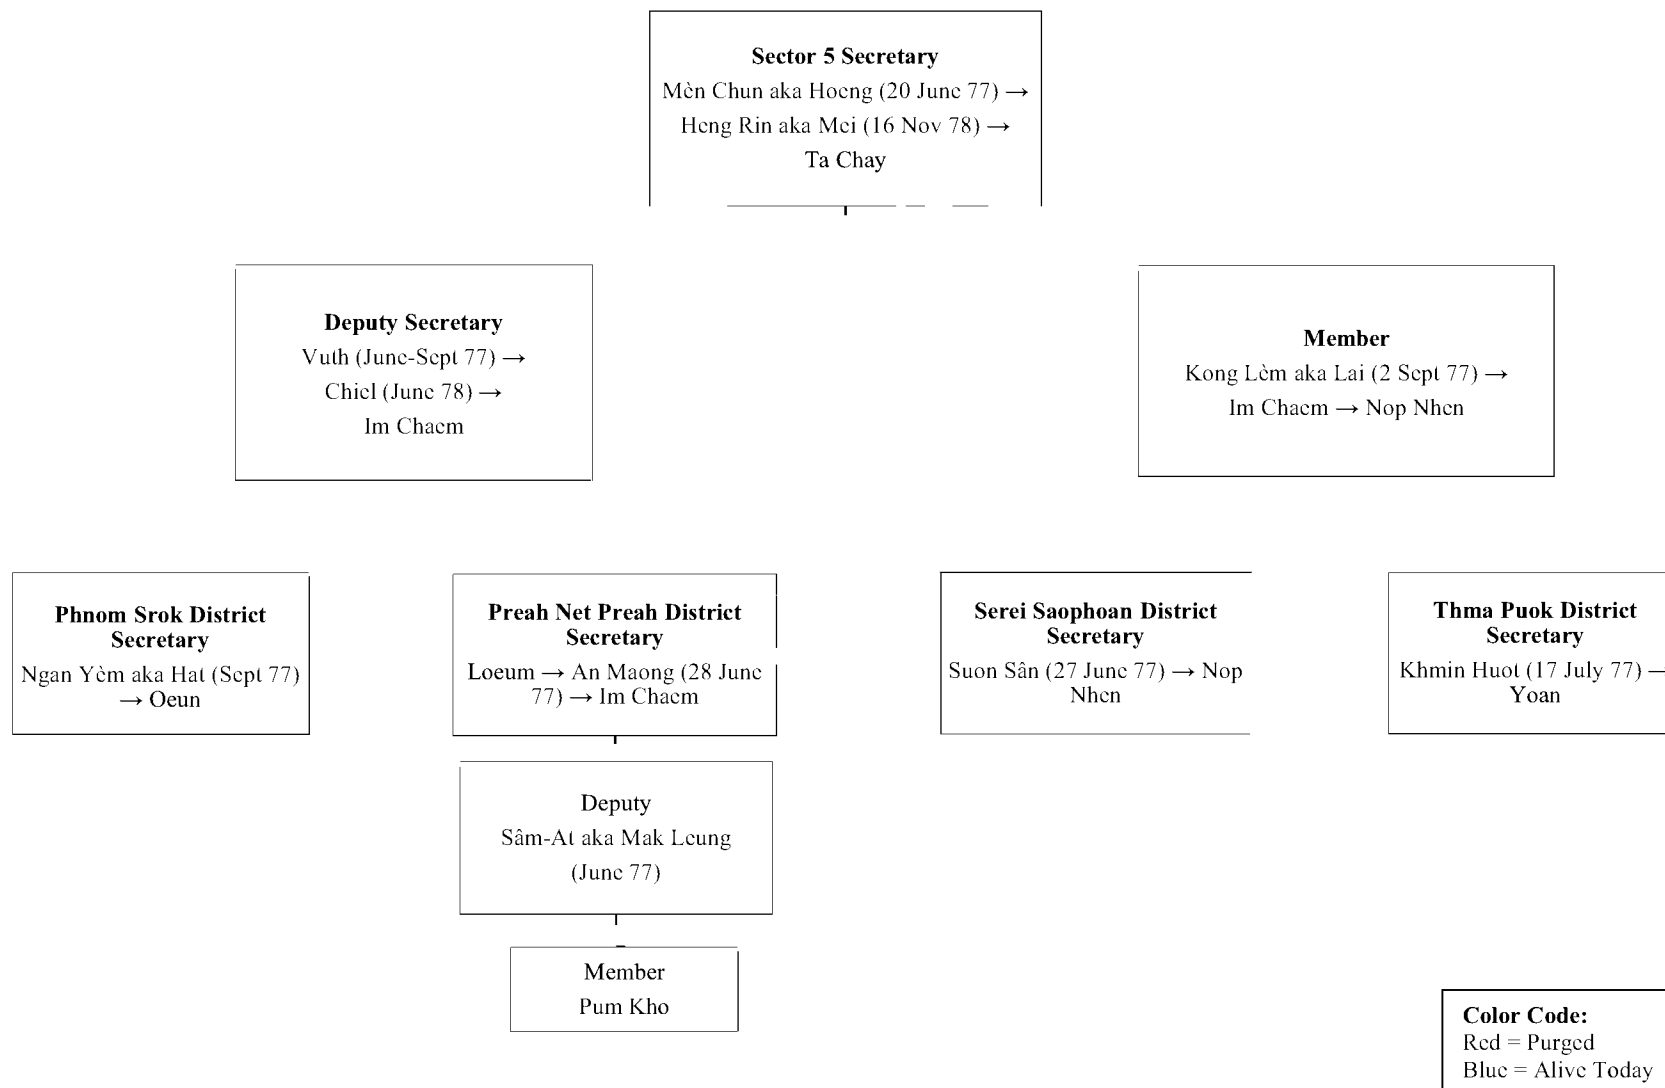 Sector 5 Secretary
Mèn Chun aka Hoeng (20 June 77) →
Heng Rin aka Mei (16 Nov 78) →
Ta Chay
Deputy Secretary
Vuth (June-Sept 77) →
Chiel (June 78) →
Im Chaem
Member
Kong Lèm aka Lai (2 Sept 77) →
Im Chaem → Nop Nhen
Phnom Srok District
Secretary
Ngan Yèm aka Hat (Sept 77)
→ Oeun
Preah Net Preah District
Secretary
Loeum → An Maong (28 June
77) → Im Chaem
Serei Saophoan District
Secretary
Suon Sân (27 June 77) → Nop
Nhen
Thma Puok District
Secretary
Khmin Huot (17 July 77) →
Yoan
Deputy
Sâm-At aka Mak Leung
(June 77)
Member
Pum Kho
Color Code:
Red = Purged
Blue = Alive Today